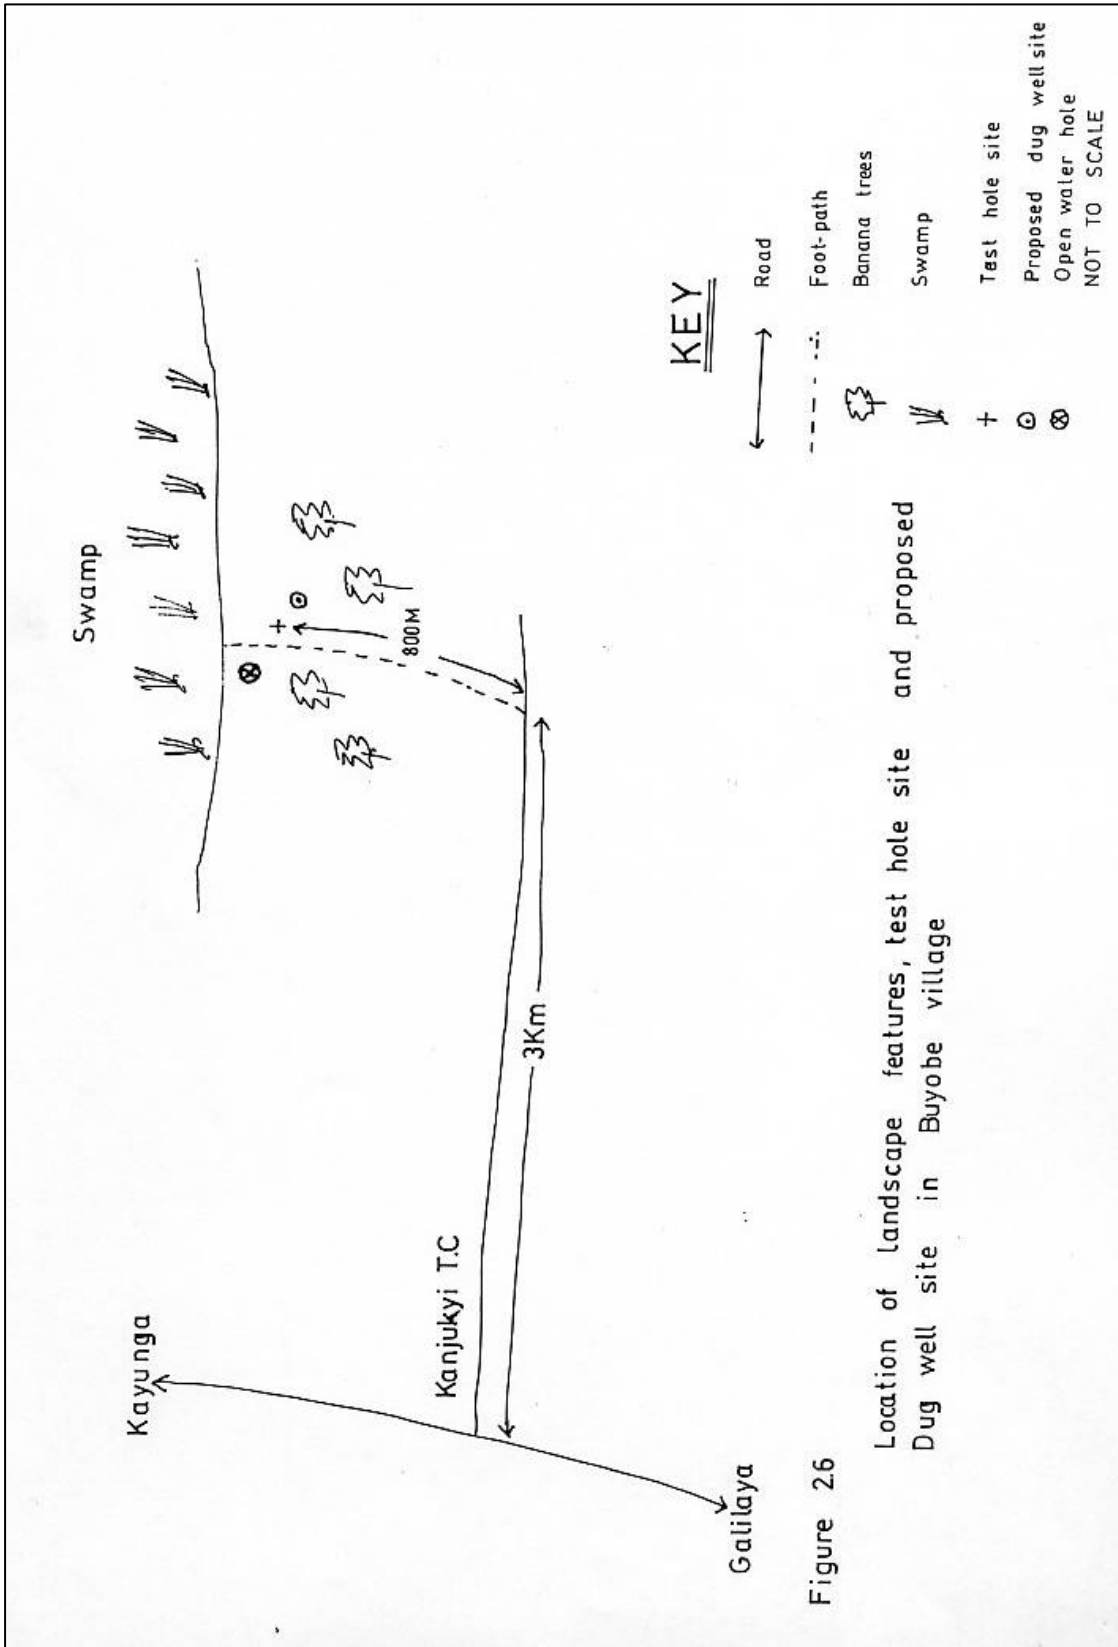 Swamp
Kayunga
Kanjukyi T.C
800M
3Km
Galilaya
KEY
Road
Foot-path
Banana trees
Swamp
Test hole site
Proposed dug well site
Open water hole
NOT TO SCALE
Figure 26
Location of landscape features, test hole site and proposed
Dug well site in Buyobe village